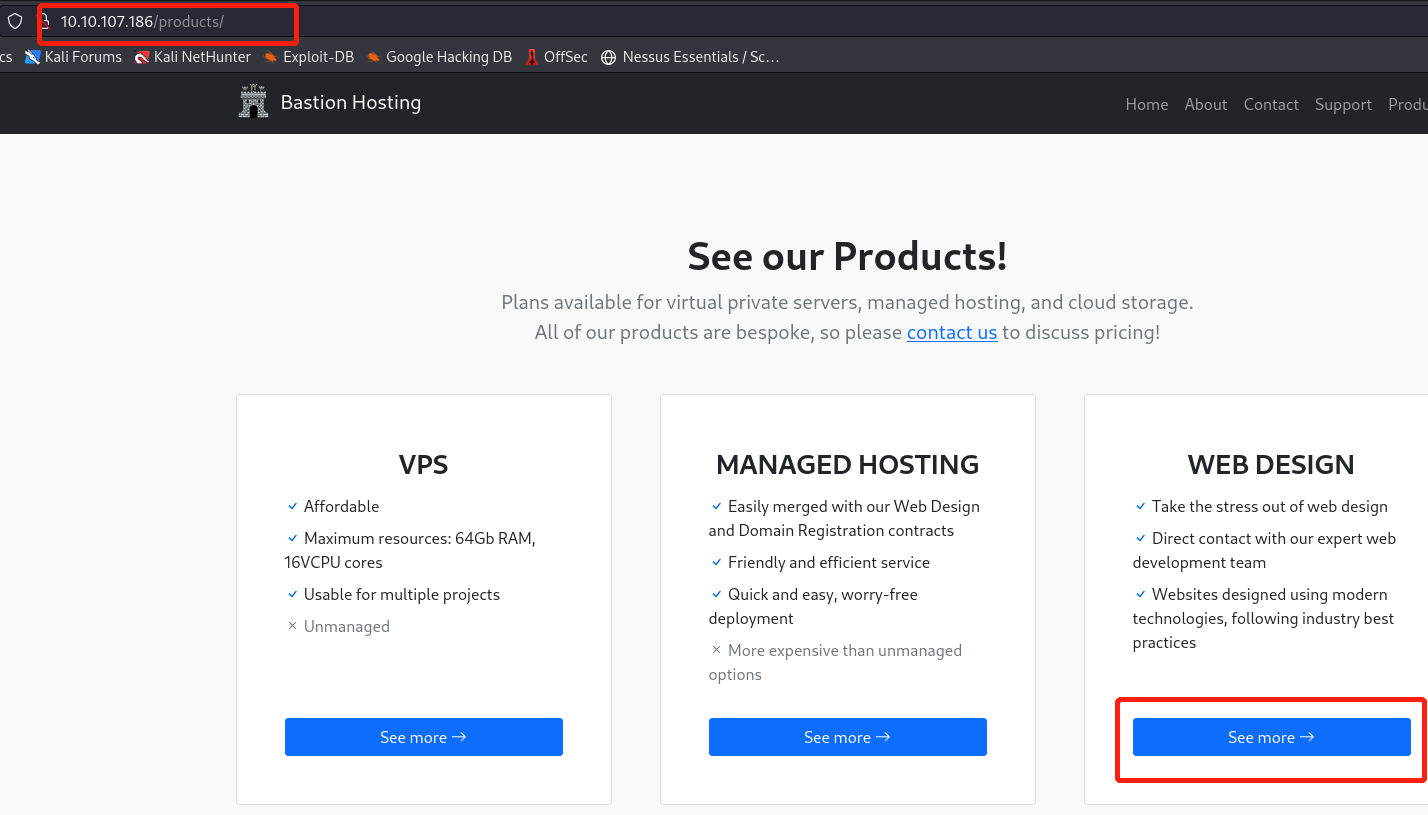 10.10.107.186/products/
cs Kali Forums Kali NetHunter Exploit-DB Google Hacking DB OffSec Nessus Essentials / Sc…
Bastion Hosting
Home About Contact Support Produ
See our Products!
Plans available for virtual private servers, managed hosting, and cloud storage.
All of our products are bespoke, so please contact us to discuss pricing!
VPS
Affordable
Maximum resources: 64Gb RAM,
16VCPU cores
Usable for multiple projects
Unmanaged
See more →
MANAGED HOSTING
Easily merged with our Web Design
and Domain Registration contracts
Friendly and efficient service
Quick and easy, worry-free
deployment
More expensive than unmanaged
options
See more →
WEB DESIGN
Take the stress out of web design
Direct contact with our expert web
development team
Websites designed using modern
technologies, following industry best
practices
See more →